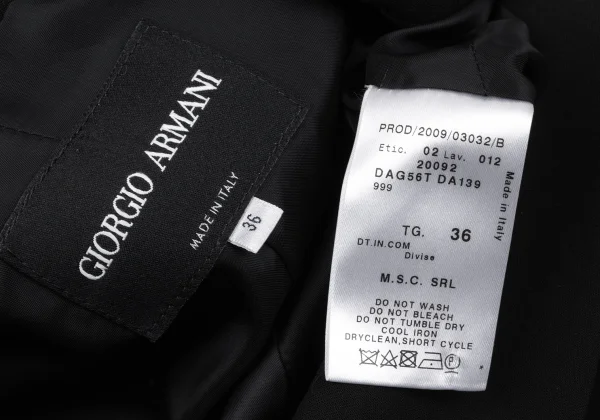 GIORGIO ARMANI
MADE IN ITALY
36
PROD/2009/03032/B
Etic. 02 Lav. 012
20092
DAG56T DA139
999
Made in Italy
TG. 36
DT.IN.COM
Divise
M.S.C. SRL
DO NOT WASH
DO NOT BLEACH
DO NOT TUMBLE DRY
COOL IRON
DRYCLEAN,SHORT CYCLE
P